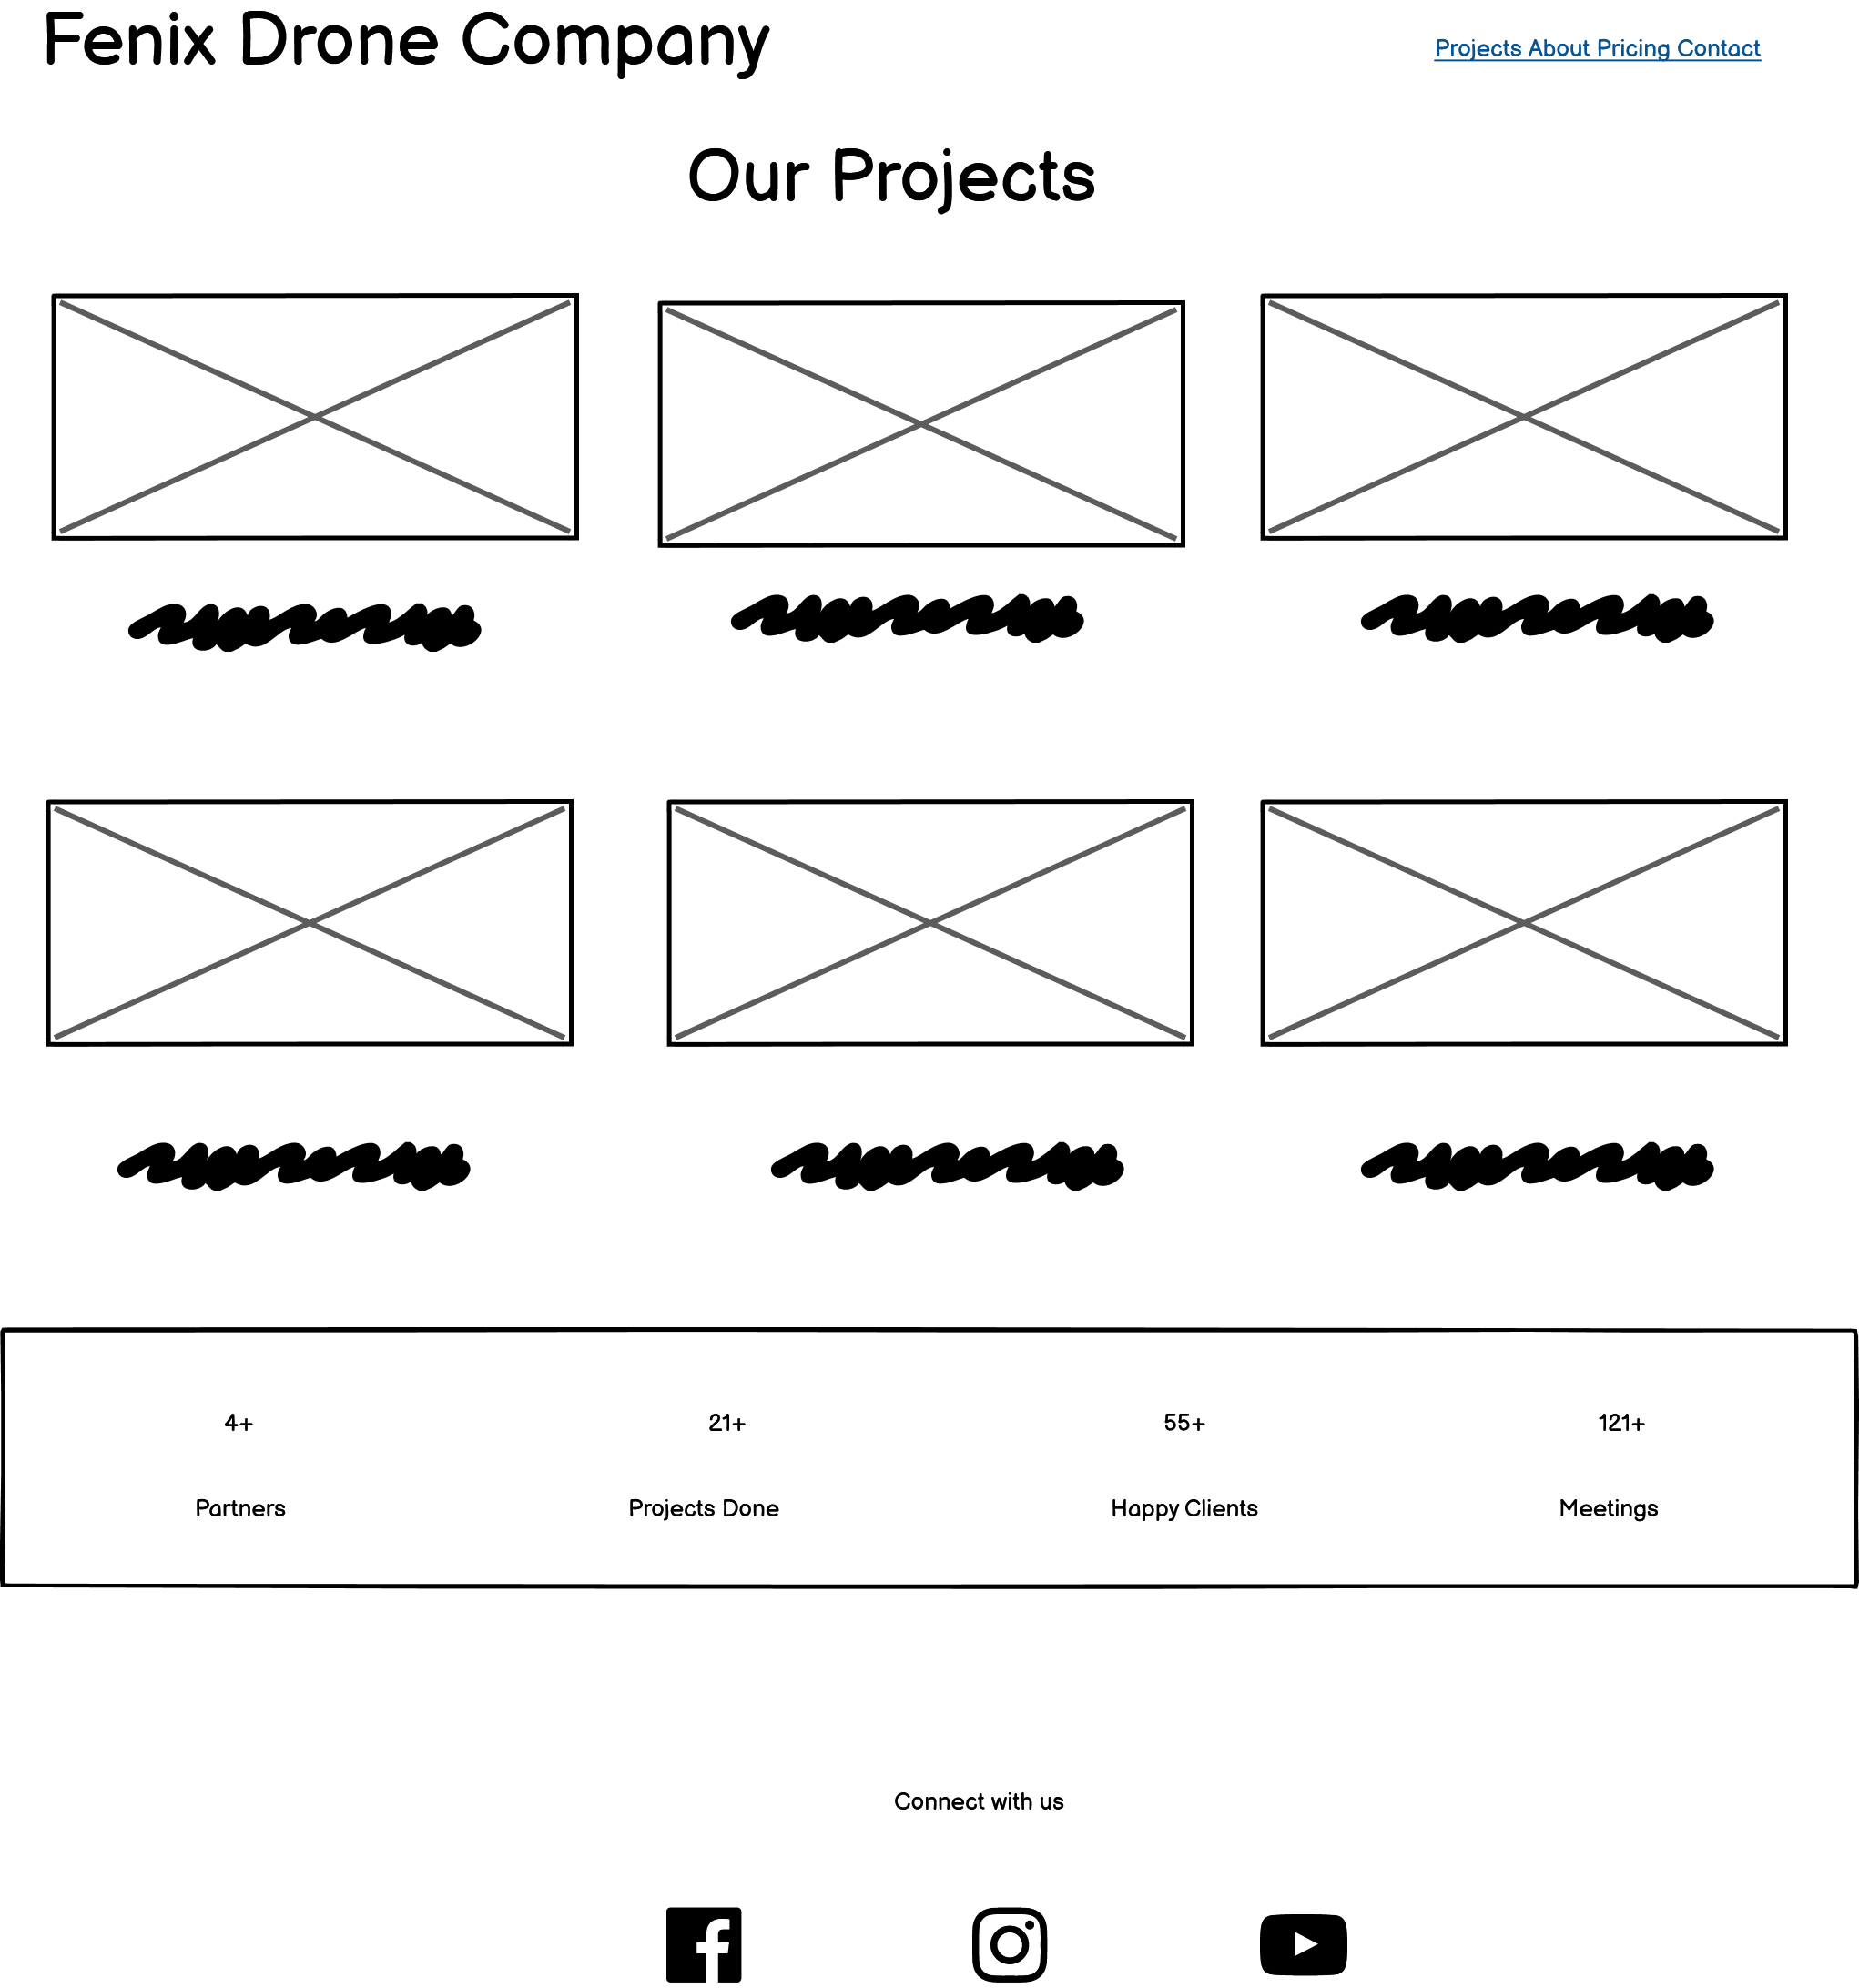 Fenix Drone Company
Projects About Pricing Contact
Our Projects
4+ 21+ 55+ 121+
Partners Projects Done Happy Clients Meetings
Connect with us